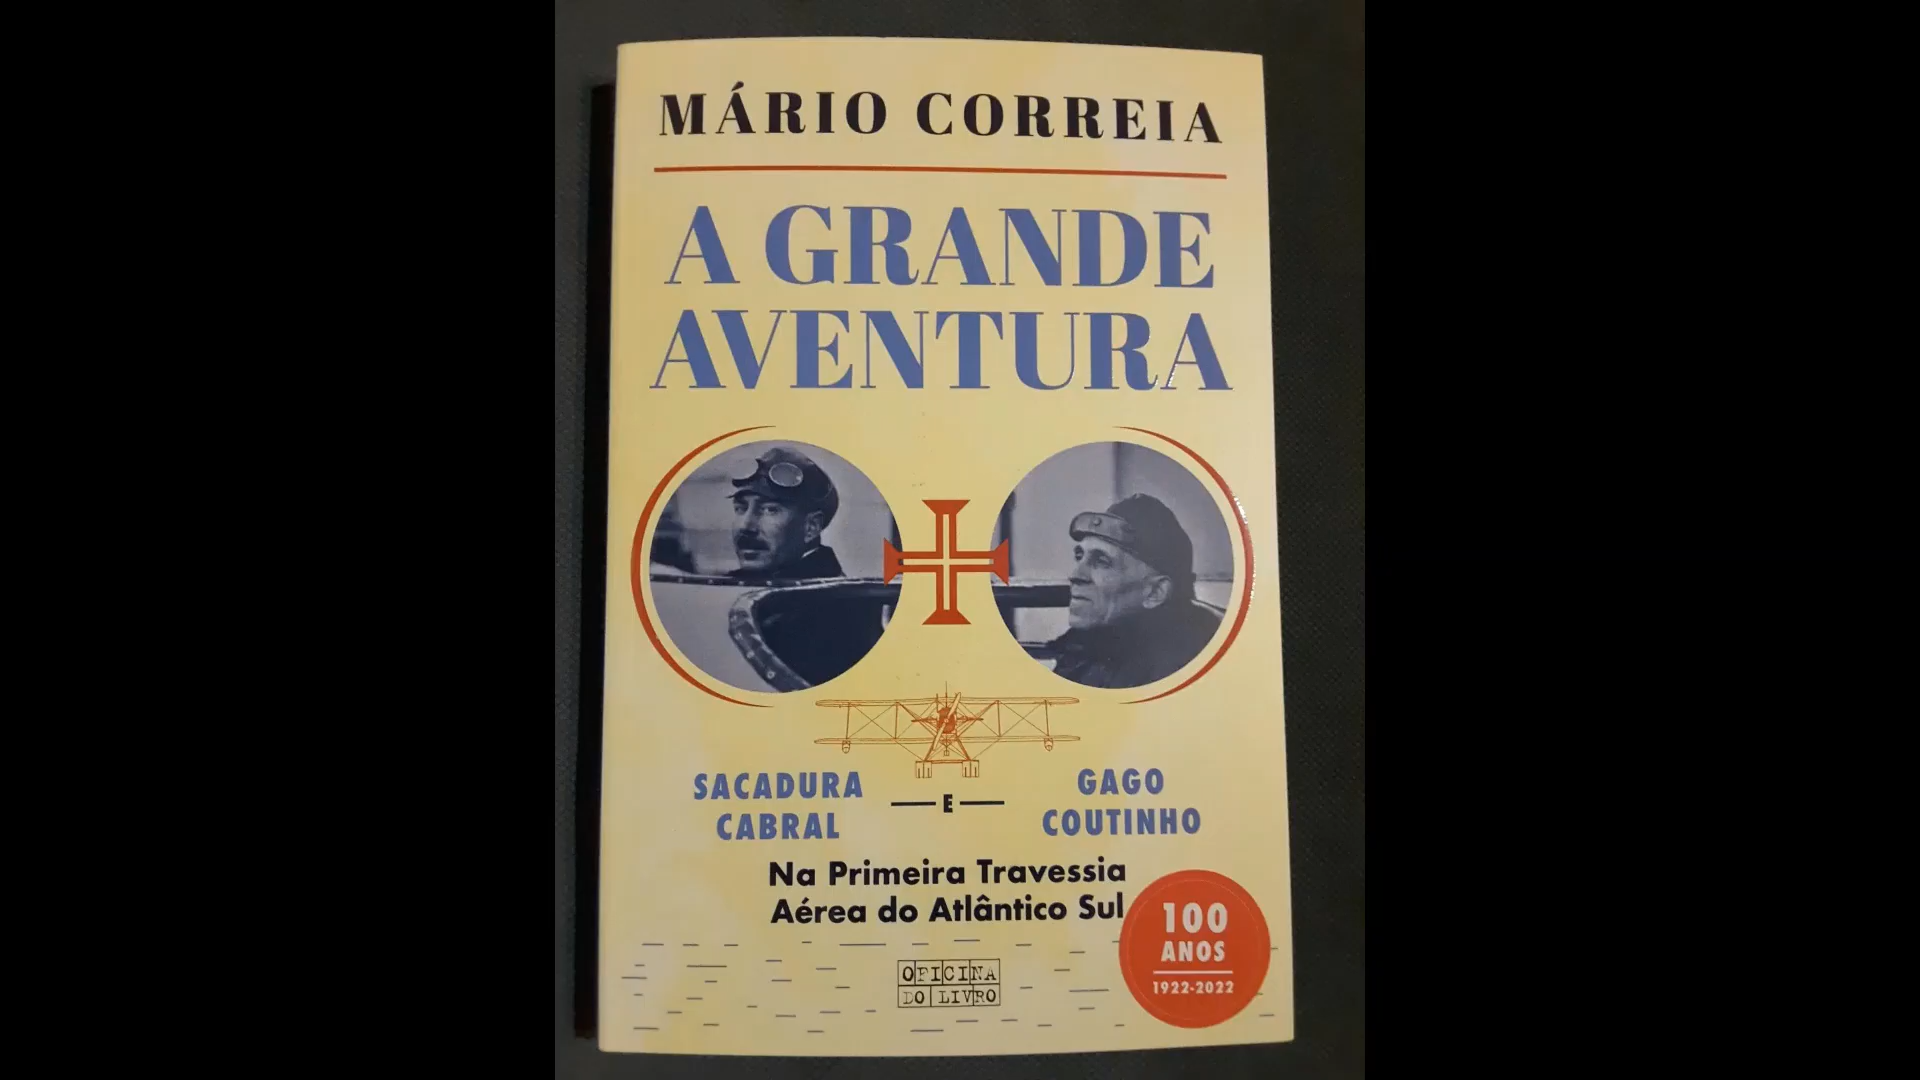 MÁRIO CORREIA
A GRANDE
AVENTURA
SACADURA
CABRAL
E
GAGO
COUTINHO
Na Primeira Travessia
Aérea do Atlântico Sul
100
ANOS
1922-2022
OFICINA
DO LIVRO